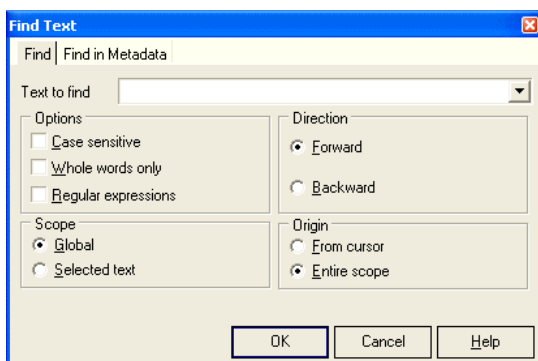 Find Text
Find Find in Metadata
Text to find
Options
Case sensitive
Whole words only
Regular expressions
Direction
Forward
Backward
Scope
Global
Selected text
Origin
From cursor
Entire scope
OK Cancel Help